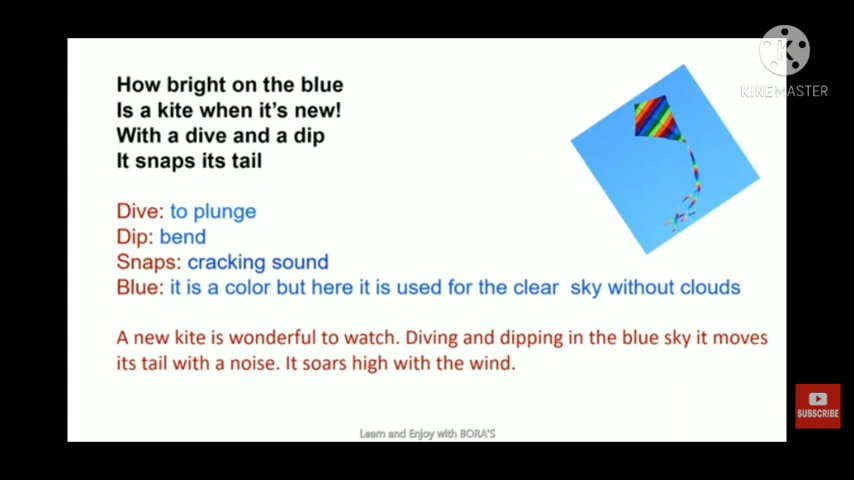 How bright on the blue
Is a kite when it's new!
With a dive and a dip
It snaps its tail
Dive: to plunge
Dip: bend
Snaps: cracking sound
Blue: it is a color but here it is used for the clear sky without clouds
A new kite is wonderful to watch. Diving and dipping in the blue sky it moves
its tail with a noise. It soars high with the wind.
Learn and Enjoy with BORA'S
K
KINEMASTER
SUBSCRIBE